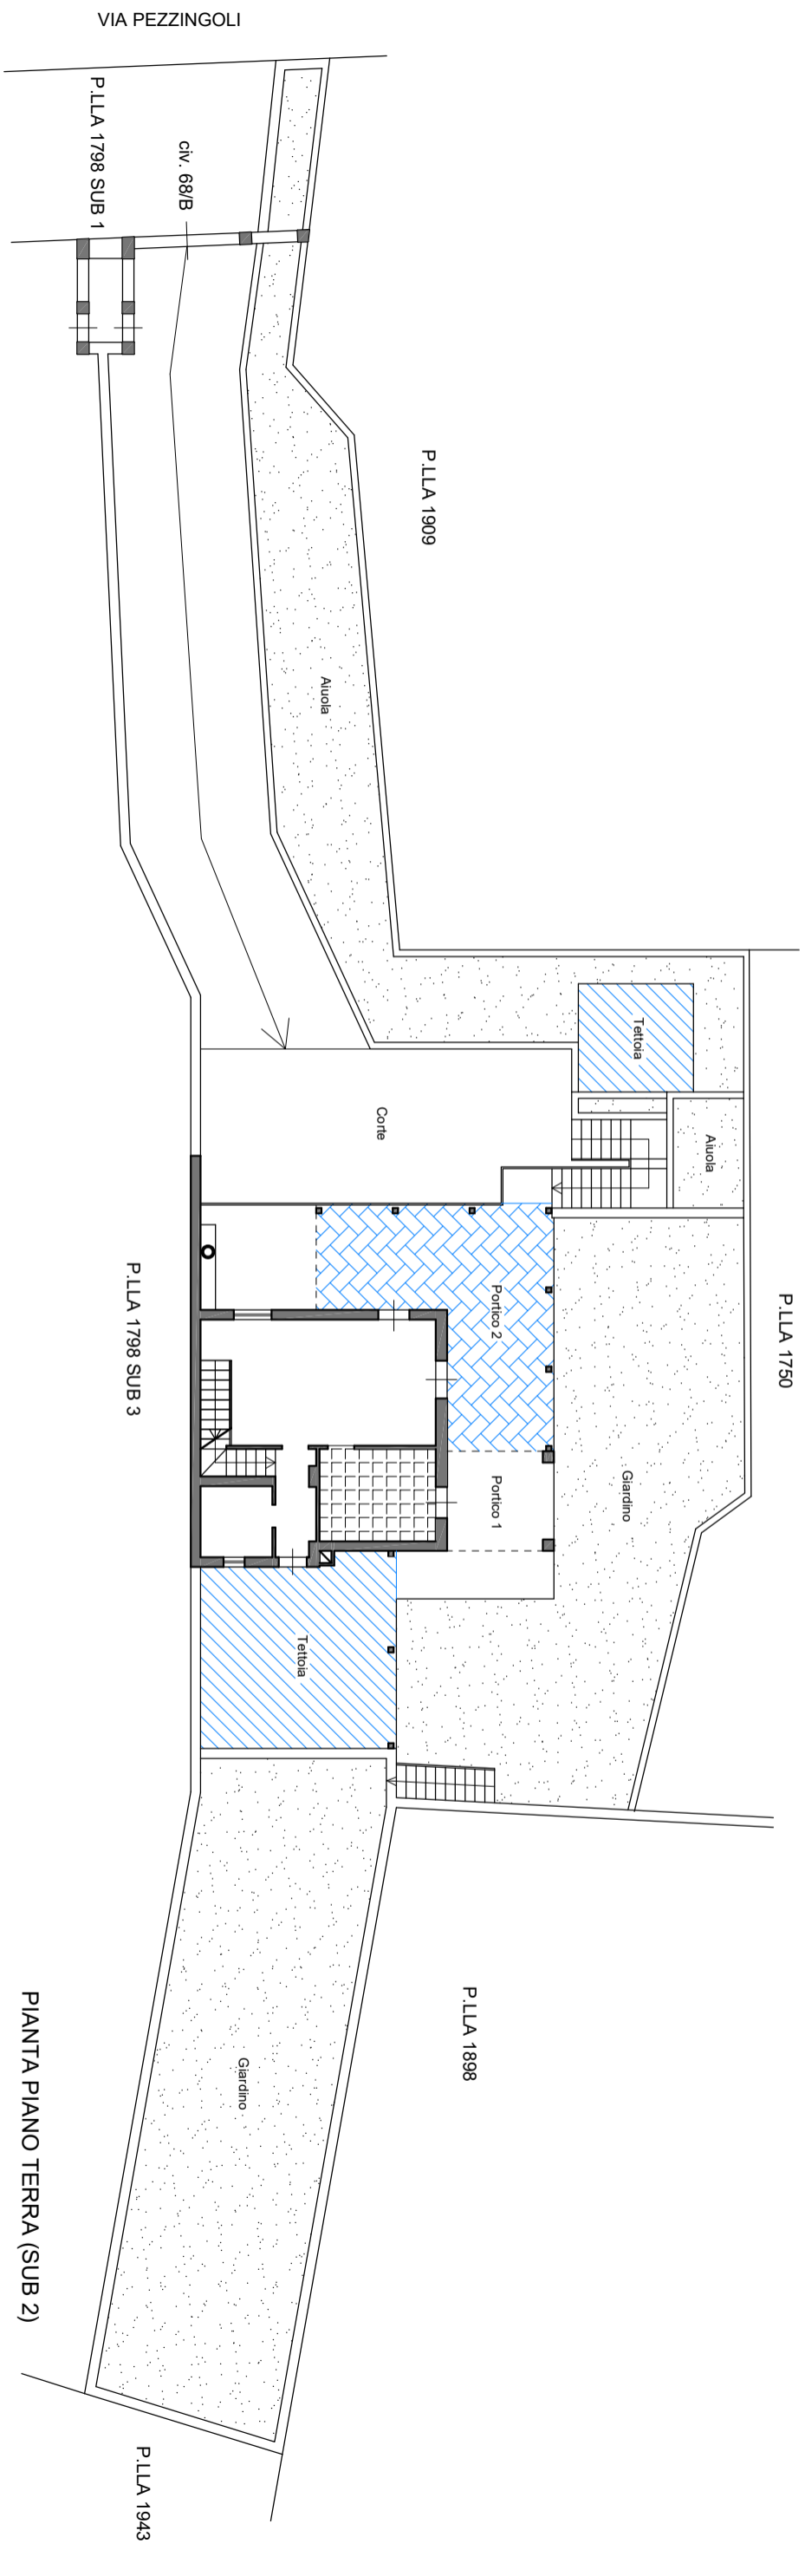 VIA PEZZINGOLI
P.LLA 1798 SUB 1
civ. 68/B
P.LLA 1909
Aiuola
Tettoia
Aiuola
Corte
P.LLA 1750
P.LLA 1798 SUB 3
Portico 2
Portico 1
Giardino
Tettoia
P.LLA 1898
Giardino
PIANTA PIANO TERRA (SUB 2)
P.LLA 1943